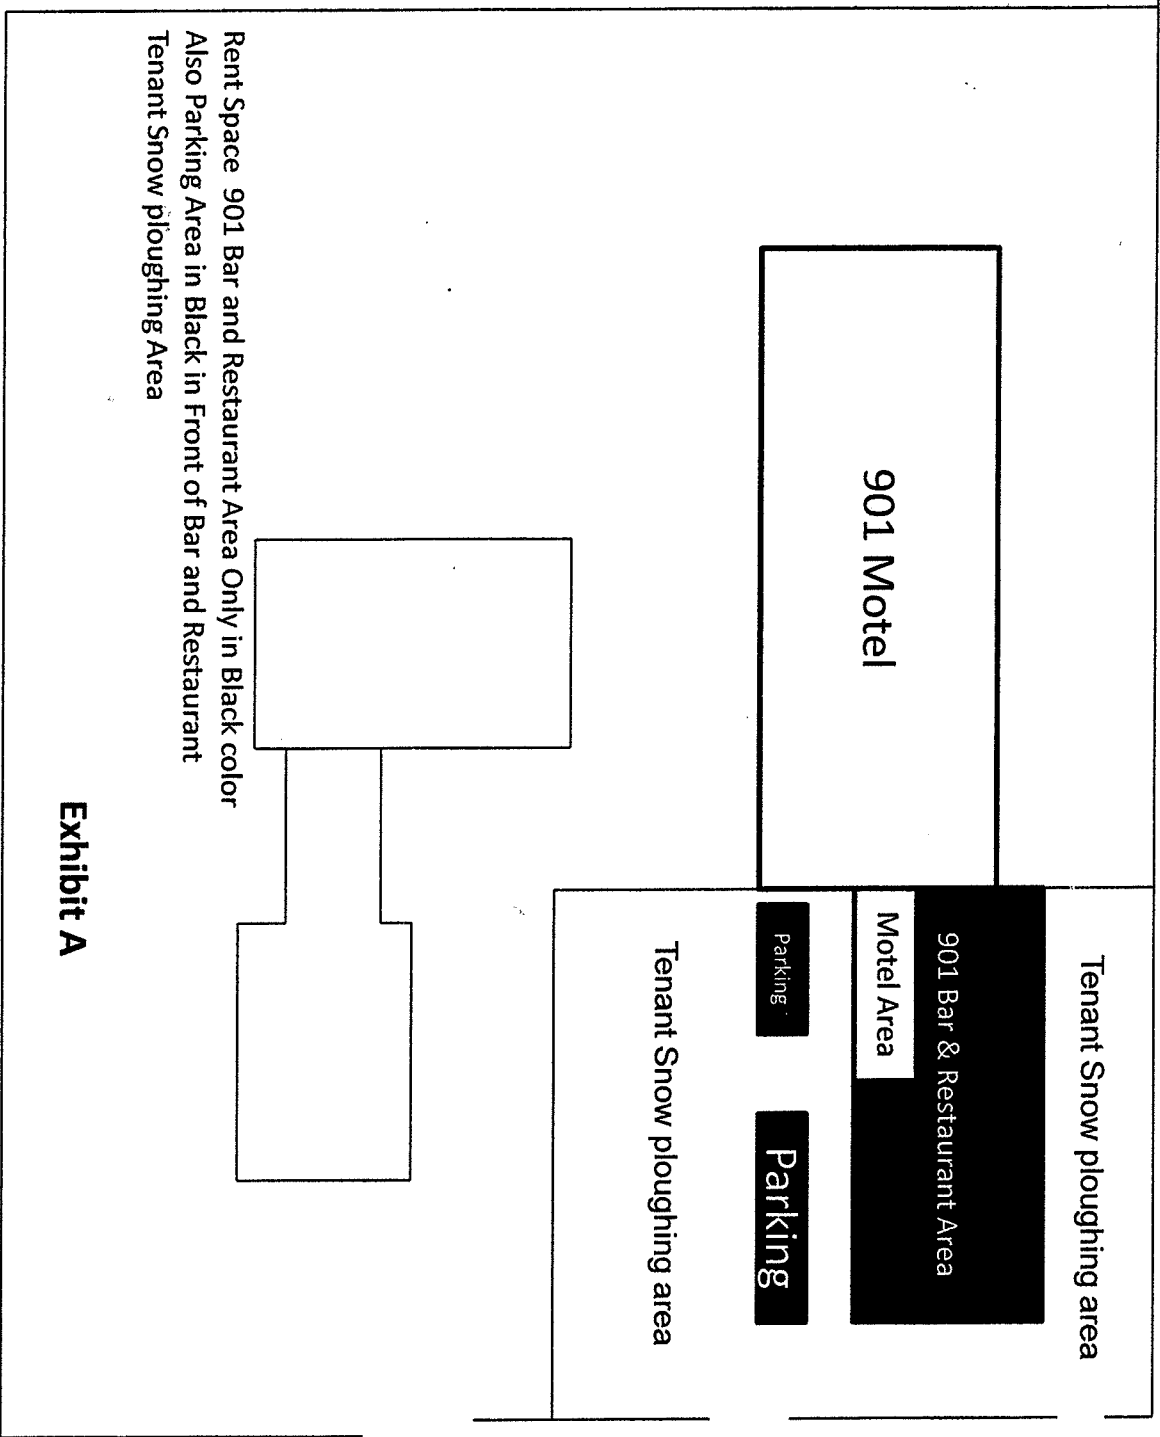 Tenant Snow ploughing area
901 Bar & Restaurant Area
Motel Area
901 Motel
Parking
Parking
Tenant Snow ploughing area
Rent Space 901 Bar and Restaurant Area Only in Black color
Also Parking Area in Black in Front of Bar and Restaurant
Tenant Snow ploughing Area
Exhibit A